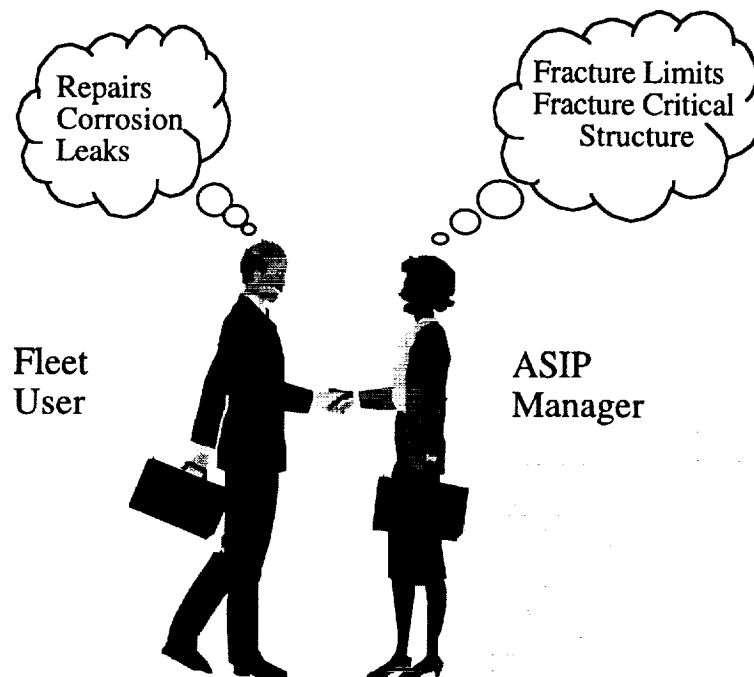 Repairs
Corrosion
Leaks
Fracture Limits
Fracture Critical
Structure
Fleet
User
ASIP
Manager